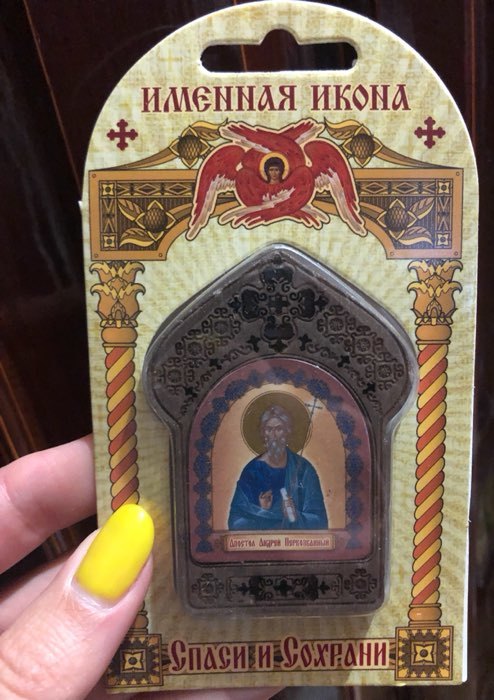 ИМЕННАЯ ИКОНА
Апостол Андрей Первозванный
Спаси и Сохрани